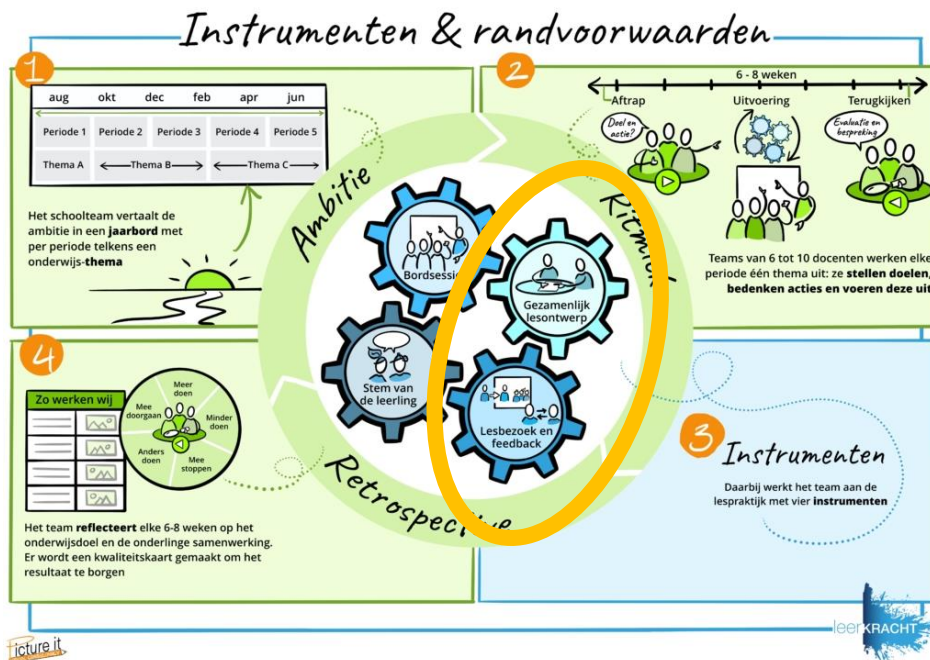 Instrumenten & randvoorwaarden
1
aug okt dec feb apr jun
Periode 1 Periode 2 Periode 3 Periode 4 Periode 5
Thema A Thema B Thema C
Het schoolteam vertaalt de
ambitie in een jaarbord met
per periode telkens een
onderwijs-thema
2
6 - 8 weken
Aftrap Uitvoering Terugkijken
Doel en
actie?
Evaluatie en
bespreking
Teams van 6 tot 10 docenten werken elke
periode één thema uit: ze stellen doelen,
bedenken acties en voeren deze uit
Ambitie
Ritmiek
Retrospective
Bordsessie
Gezamenlijk
lesontwerp
Stem van
de leerling
Lesbezoek en
feedback
3
Instrumenten
Daarbij werkt het team aan de
lespraktijk met vier instrumenten
4
Zo werken wij
Meer
doen
Mee
doorgaan
Minder
doen
Anders
doen
Mee
stoppen
Het team reflecteert elke 6-8 weken op het
onderwijsdoel en de onderlinge samenwerking.
Er wordt een kwaliteitskaart gemaakt om het
resultaat te borgen
Picture it
leerKRACHT